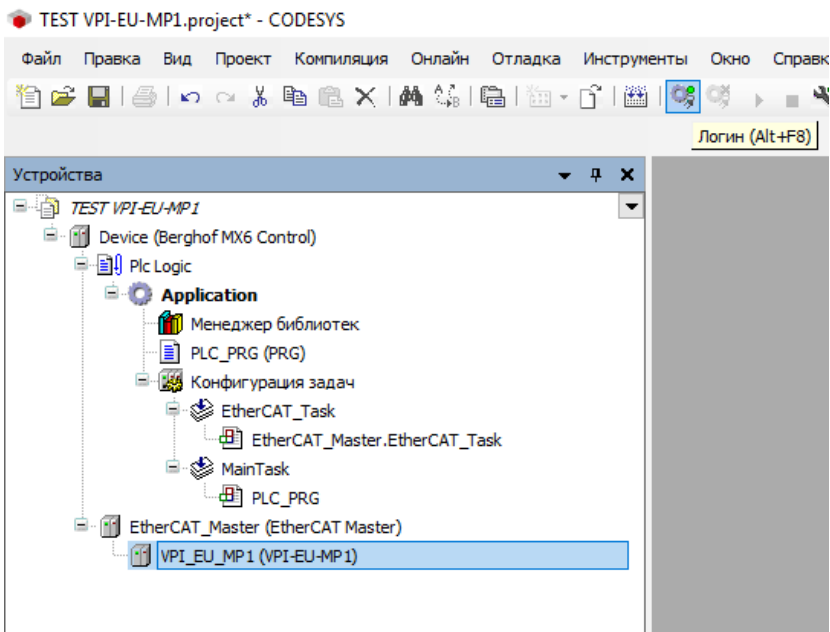 TEST VPI-EU-MP1.project* - CODESYS
Файл Правка Вид Проект Компиляция Онлайн Отладка Инструменты Окно Справк
Логин (Alt+F8)
Устройства
TEST VPI-EU-MP1
Device (Berghof MX6 Control)
Plc Logic
Application
Менеджер библиотек
PLC_PRG (PRG)
Конфигурация задач
EtherCAT_Task
EtherCAT_Master.EtherCAT_Task
MainTask
PLC_PRG
EtherCAT_Master (EtherCAT Master)
VPI_EU_MP1 (VPI-EU-MP1)